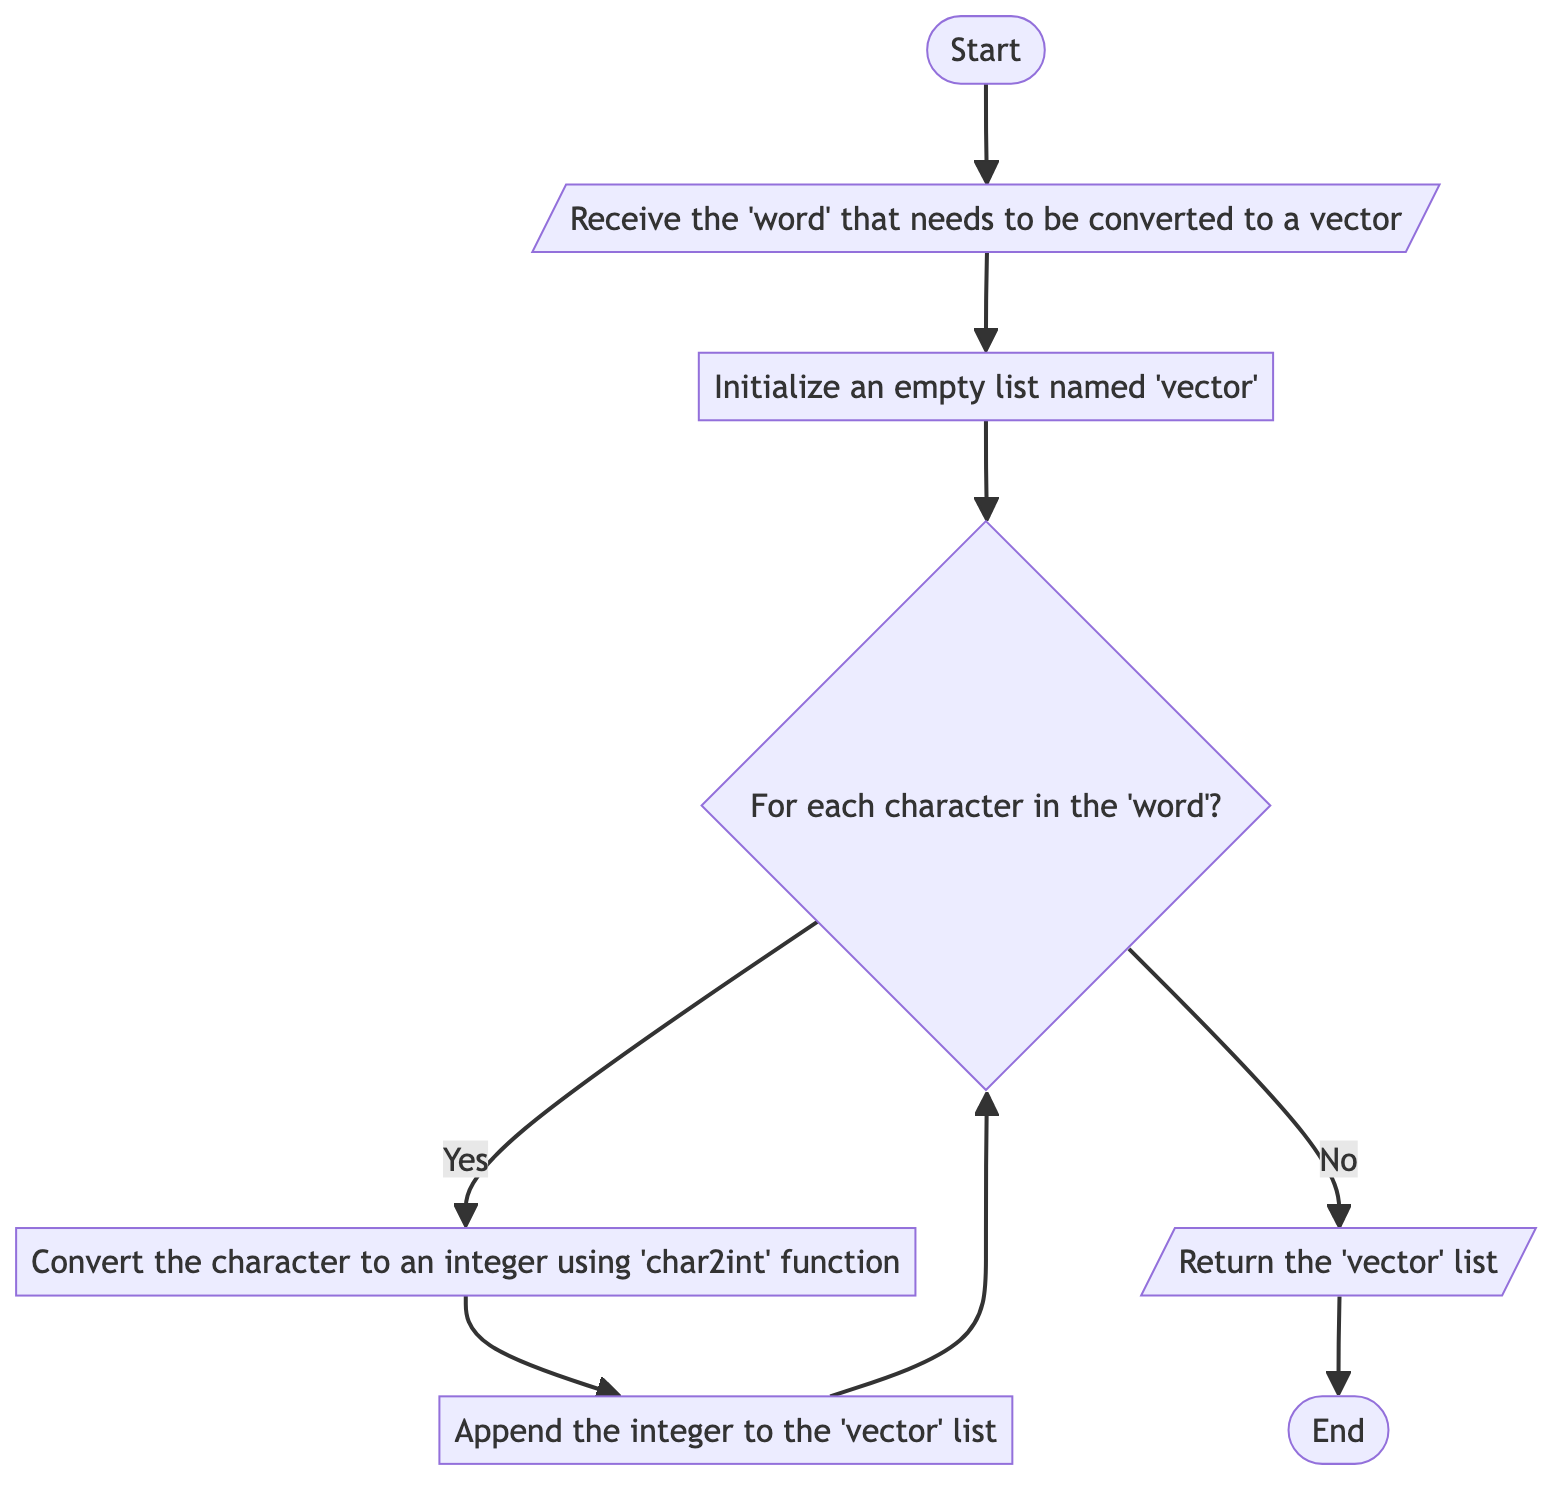 Start
Receive the 'word' that needs to be converted to a vector
Initialize an empty list named 'vector'
For each character in the 'word'?
Yes
No
Convert the character to an integer using 'char2int' function
Return the 'vector' list
Append the integer to the 'vector' list
End